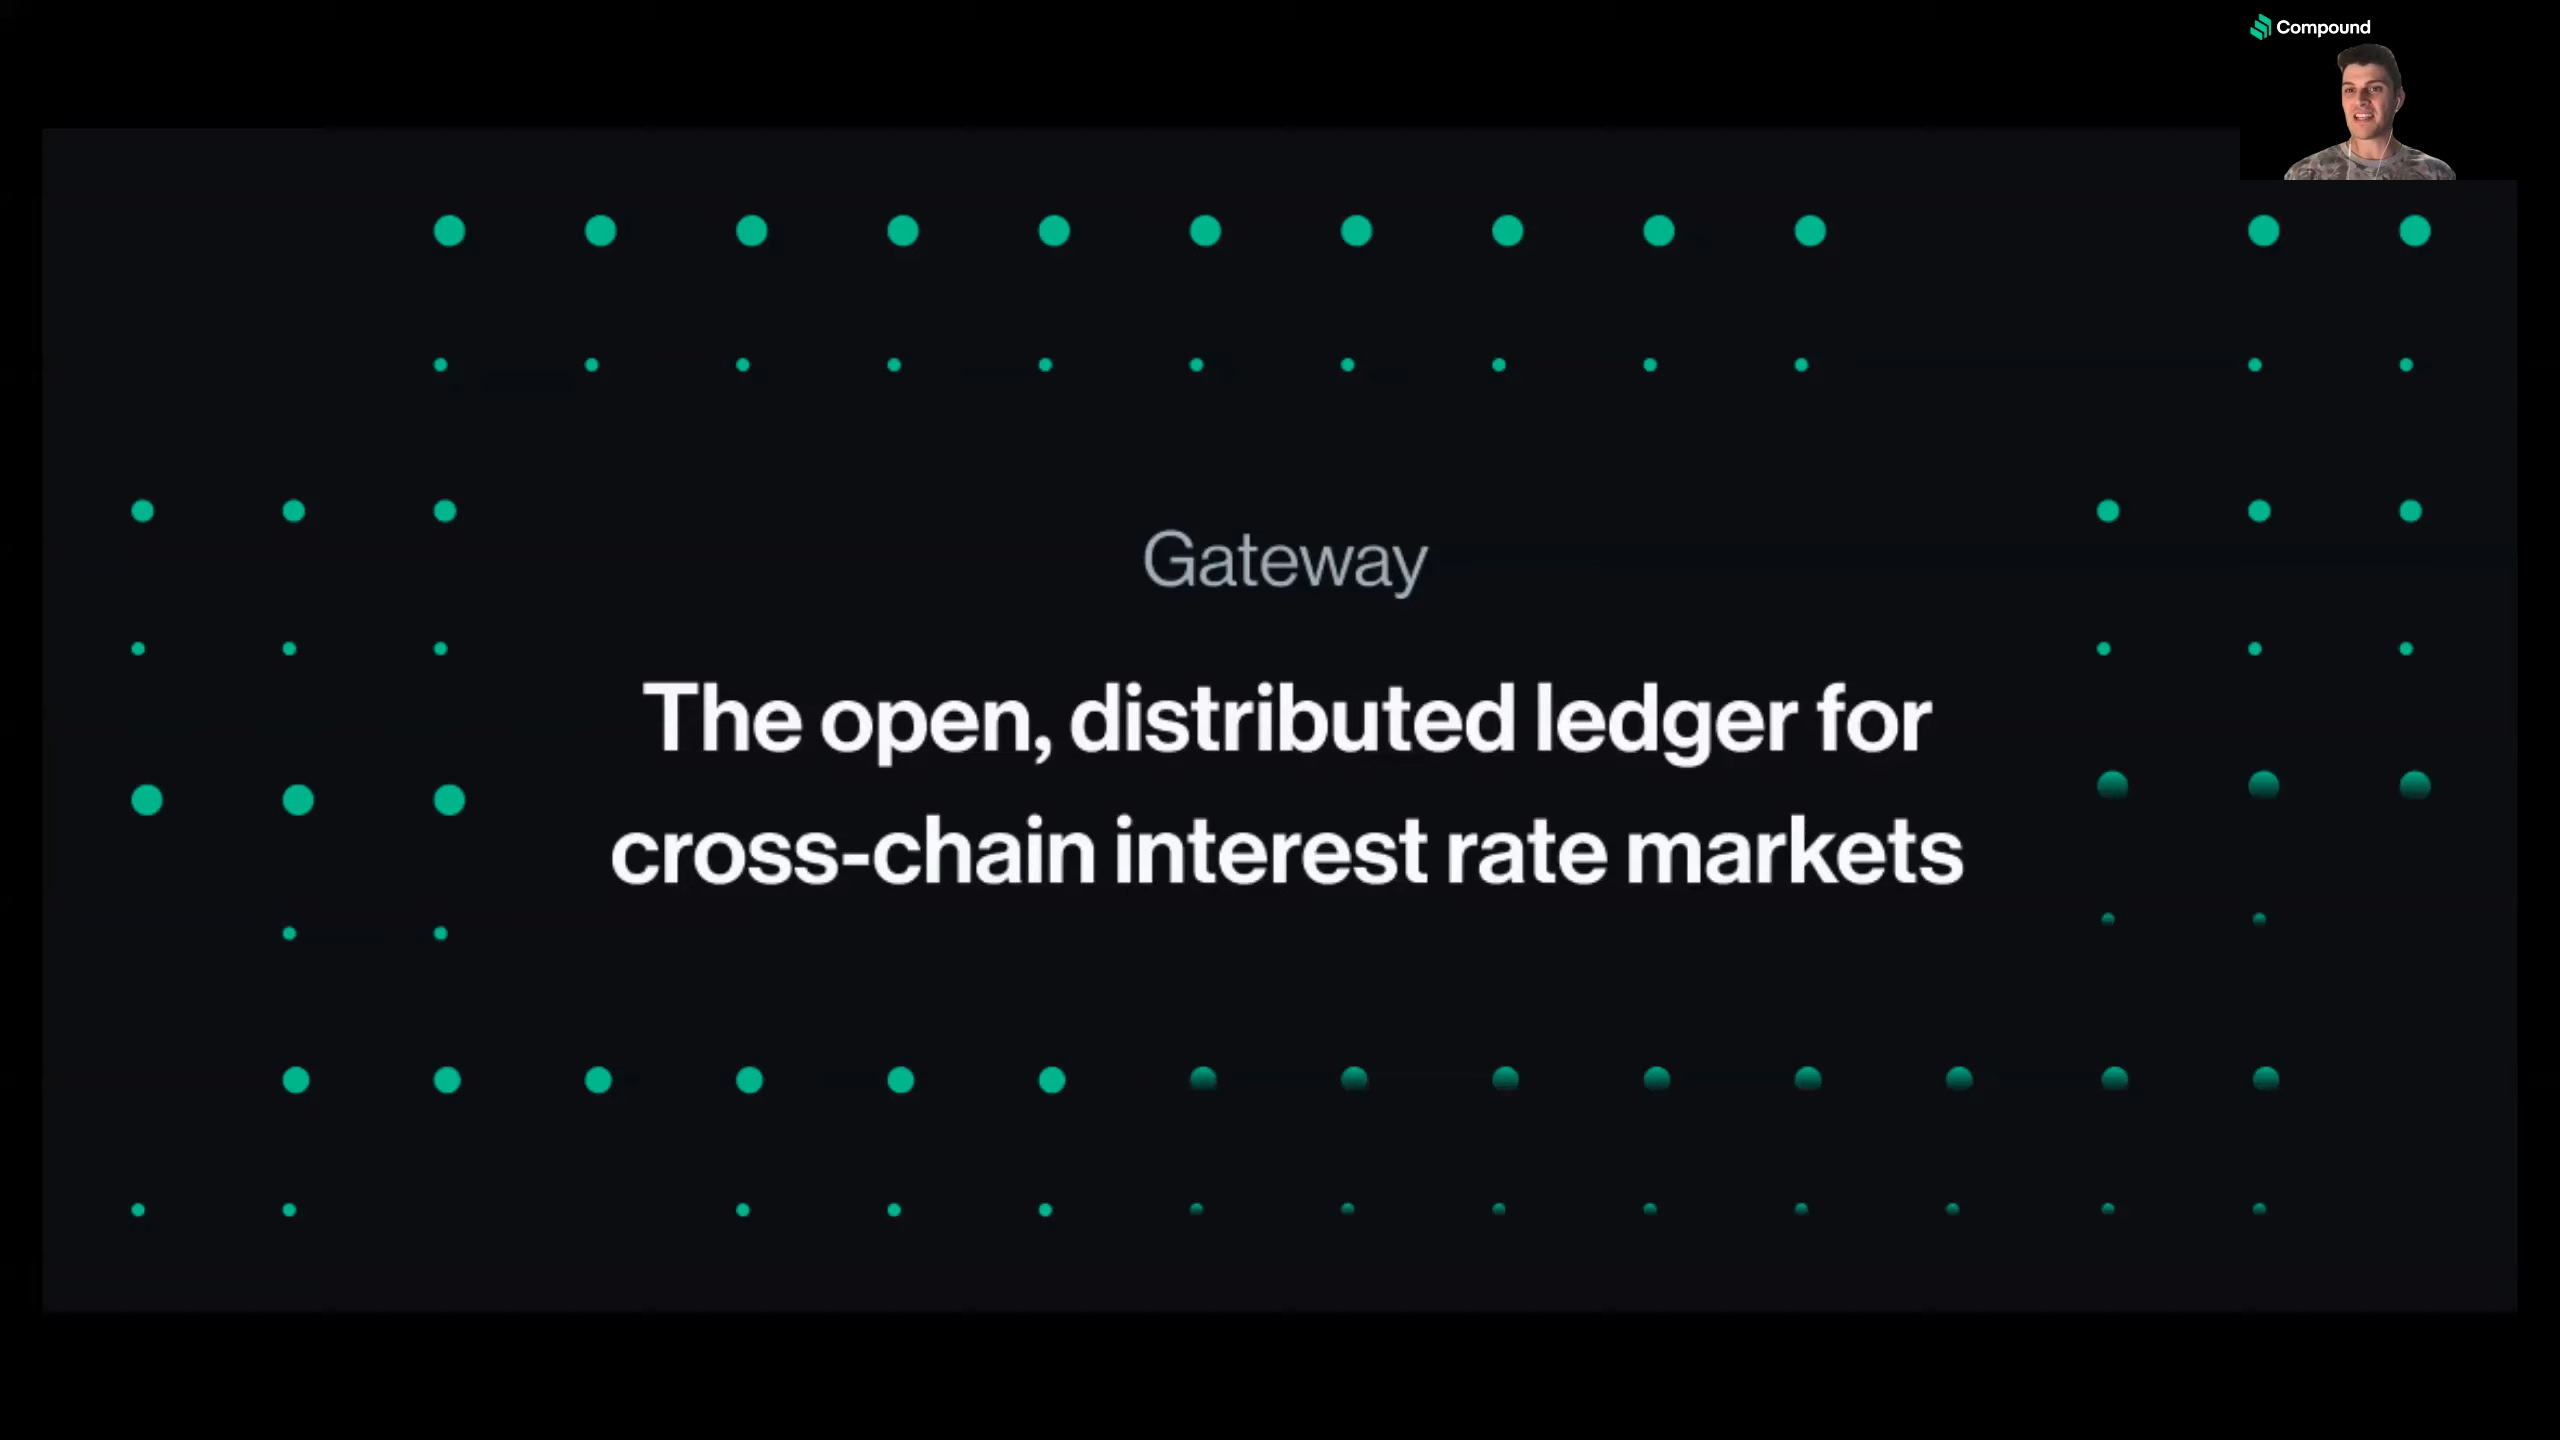 Compound
Gateway
The open, distributed ledger for
cross-chain interest rate markets